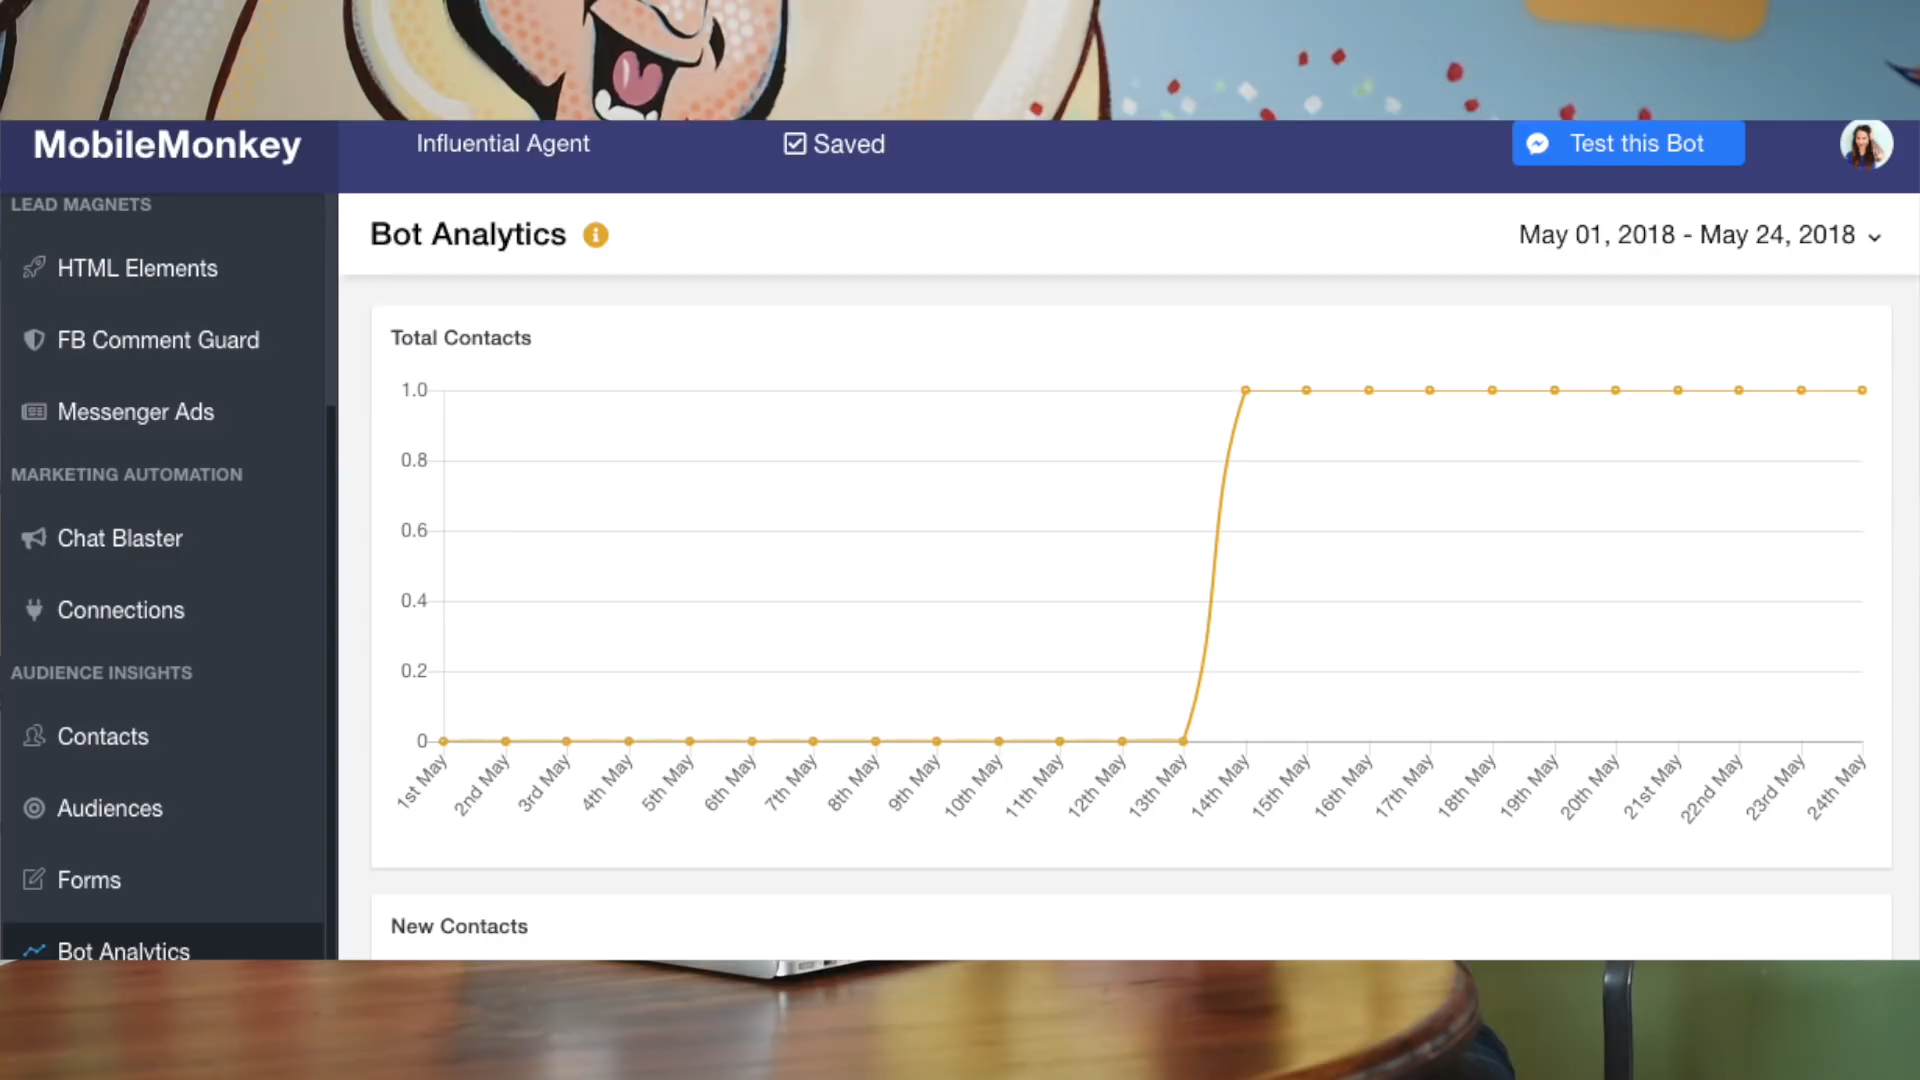 MobileMonkey
Influential Agent
Saved
Test this Bot
LEAD MAGNETS
HTML Elements
FB Comment Guard
Messenger Ads
MARKETING AUTOMATION
Chat Blaster
Connections
AUDIENCE INSIGHTS
Contacts
Audiences
Forms
Bot Analytics
Bot Analytics
May 01, 2018 - May 24, 2018
Total Contacts
1.0
0.8
0.6
0.4
0.2
0
1st May
2nd May
3rd May
4th May
5th May
6th May
7th May
8th May
9th May
10th May
11th May
12th May
13th May
14th May
15th May
16th May
17th May
18th May
19th May
20th May
21st May
22nd May
23rd May
24th May
New Contacts